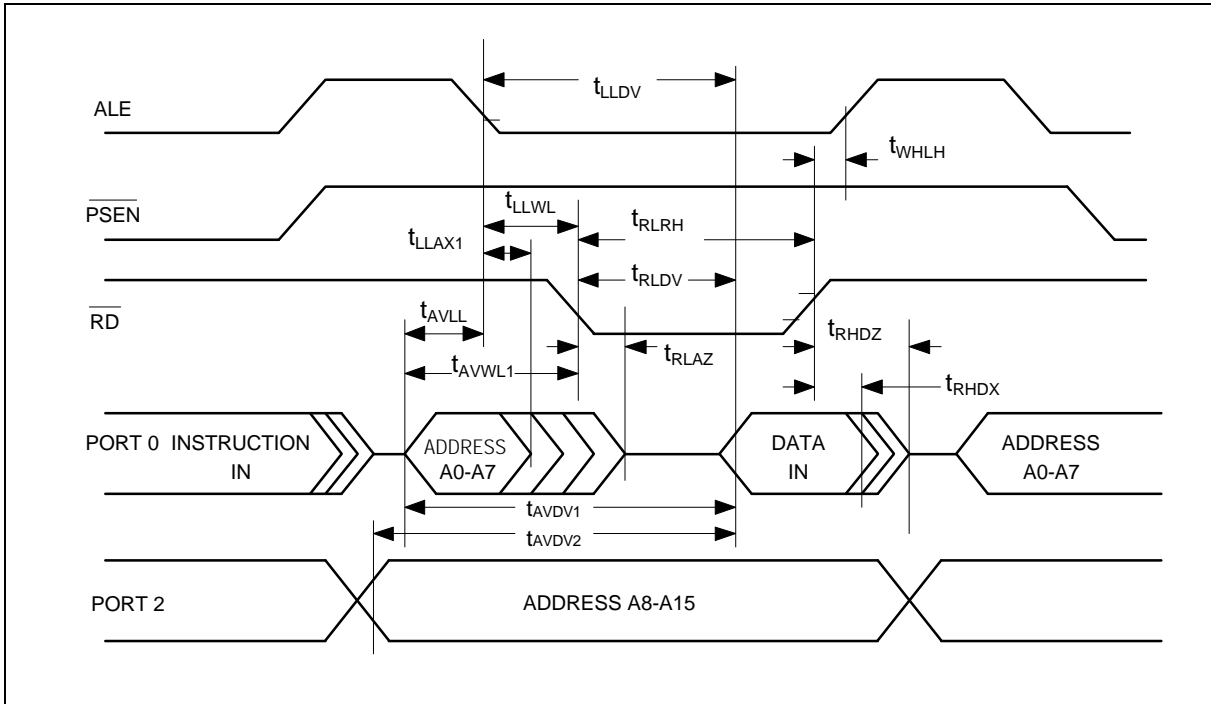 ALE
tLLDV
tWHLH
PSEN
tLLWL
tRLRH
tLLAX1
tRLDV
RD
tAVLL
tRLAZ
tRHDZ
tAVWL1
tRHDX
PORT 0 INSTRUCTION
IN
ADDRESS
A0-A7
DATA
IN
ADDRESS
A0-A7
tAVDV1
tAVDV2
PORT 2
ADDRESS A8-A15